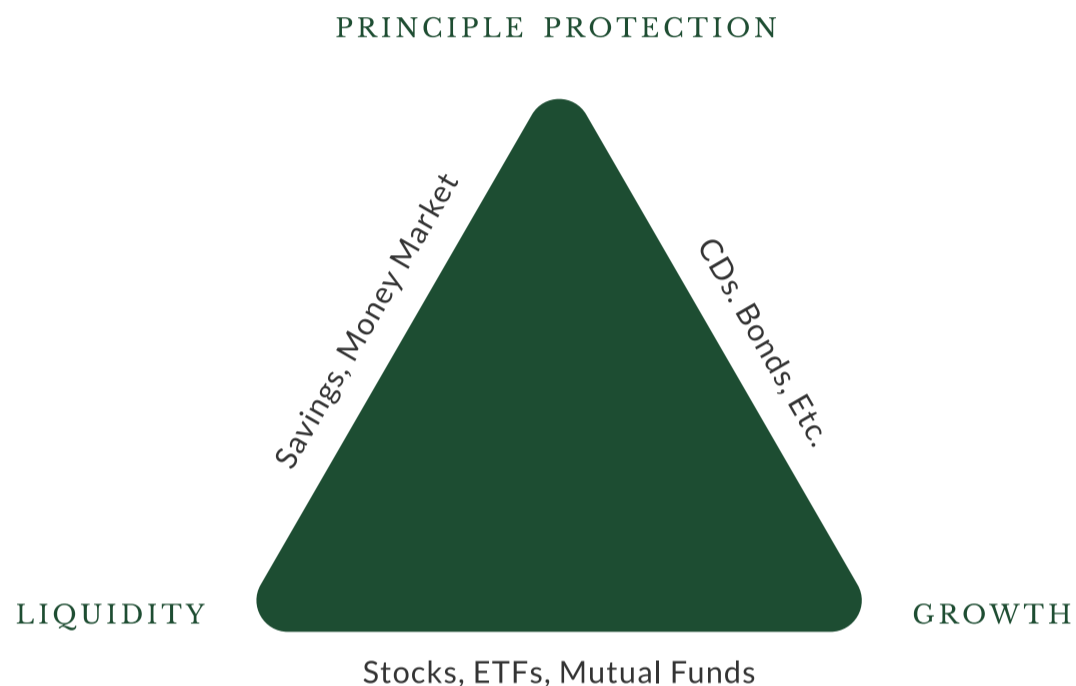 PRINCIPLE PROTECTION
Savings, Money Market
CDs. Bonds, Etc.
LIQUIDITY
GROWTH
Stocks, ETFs, Mutual Funds